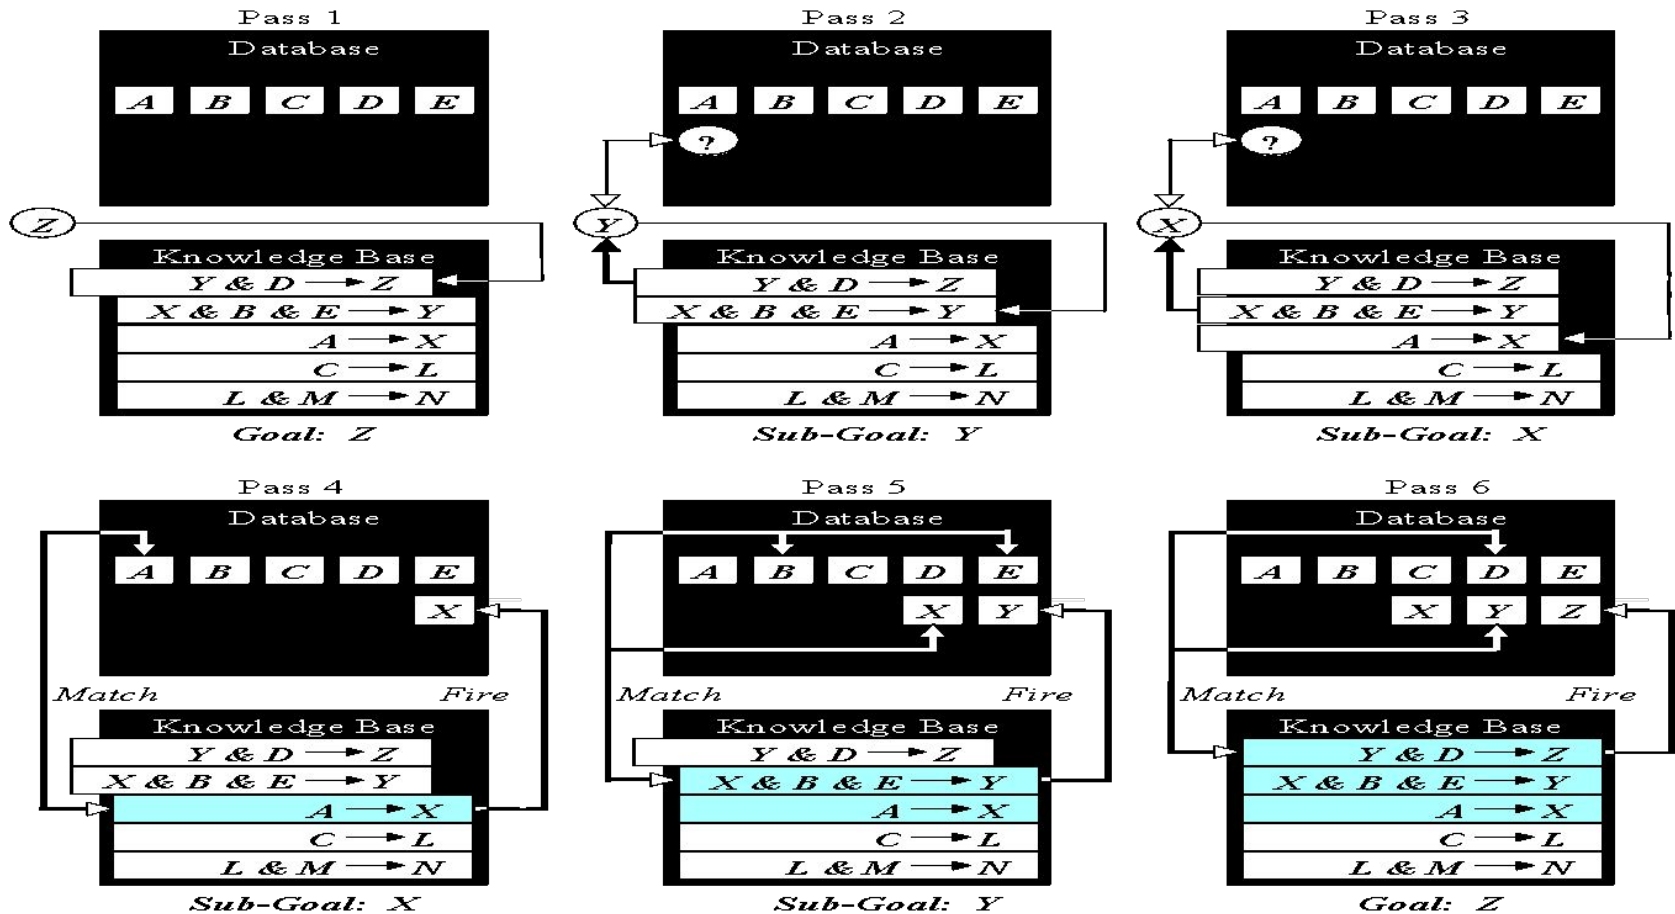 Pass 1
Database
A B C D E
Z
Knowledge Base
Y & D → Z
X & B & E → Y
A → X
C → L
L & M → N
Goal: Z
Pass 2
Database
A B C D E
?
Y
Knowledge Base
Y & D → Z
X & B & E → Y
A → X
C → L
L & M → N
Sub-Goal: Y
Pass 3
Database
A B C D E
?
X
Knowledge Base
Y & D → Z
X & B & E → Y
A → X
C → L
L & M → N
Sub-Goal: X
Pass 4
Database
A B C D E
X
Match Fire
Knowledge Base
Y & D → Z
X & B & E → Y
A → X
C → L
L & M → N
Sub-Goal: X
Pass 5
Database
A B C D E
X Y
Match Fire
Knowledge Base
Y & D → Z
X & B & E → Y
A → X
C → L
L & M → N
Sub-Goal: Y
Pass 6
Database
A B C D E
X Y Z
Match Fire
Knowledge Base
Y & D → Z
X & B & E → Y
A → X
C → L
L & M → N
Goal: Z